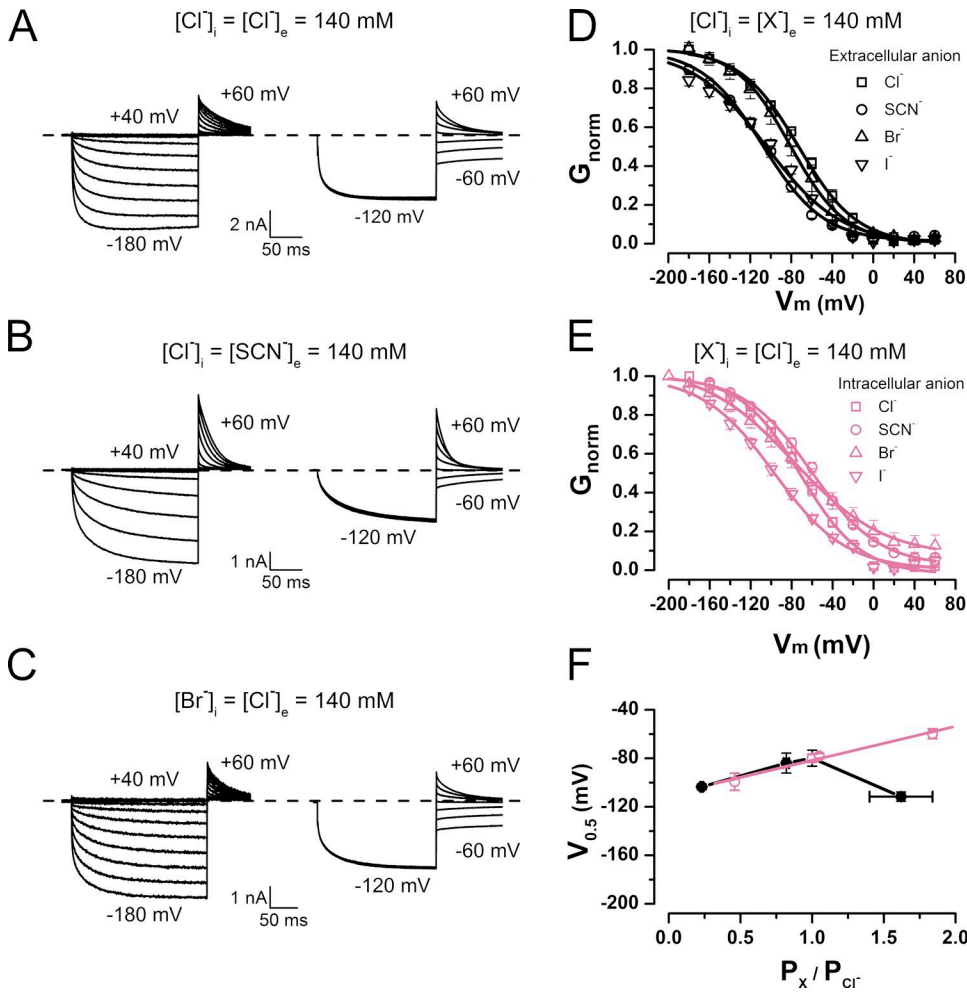 A
[Cl⁻]ᵢ = [Cl⁻]ₑ = 140 mM
+40 mV
+60 mV
-180 mV
2 nA
50 ms
+60 mV
-60 mV
-120 mV
B
[Cl⁻]ᵢ = [SCN⁻]ₑ = 140 mM
+40 mV
+60 mV
-180 mV
1 nA
50 ms
+60 mV
-60 mV
-120 mV
C
[Br⁻]ᵢ = [Cl⁻]ₑ = 140 mM
+40 mV
+60 mV
-180 mV
1 nA
50 ms
+60 mV
-60 mV
-120 mV
D
[Cl⁻]ᵢ = [X⁻]ₑ = 140 mM
Extracellular anion
Cl⁻
SCN⁻
Br⁻
I⁻
Gnorm
1.0
0.8
0.6
0.4
0.2
0.0
-200 -160 -120 -80 -40 0 40 80
Vm (mV)
E
[X⁻]ᵢ = [Cl⁻]ₑ = 140 mM
Intracellular anion
Cl⁻
SCN⁻
Br⁻
I⁻
Gnorm
1.0
0.8
0.6
0.4
0.2
0.0
-200 -160 -120 -80 -40 0 40 80
Vm (mV)
F
V0.5 (mV)
-40
-80
-120
-160
-200
0.0 0.5 1.0 1.5 2.0
PX / PCl⁻